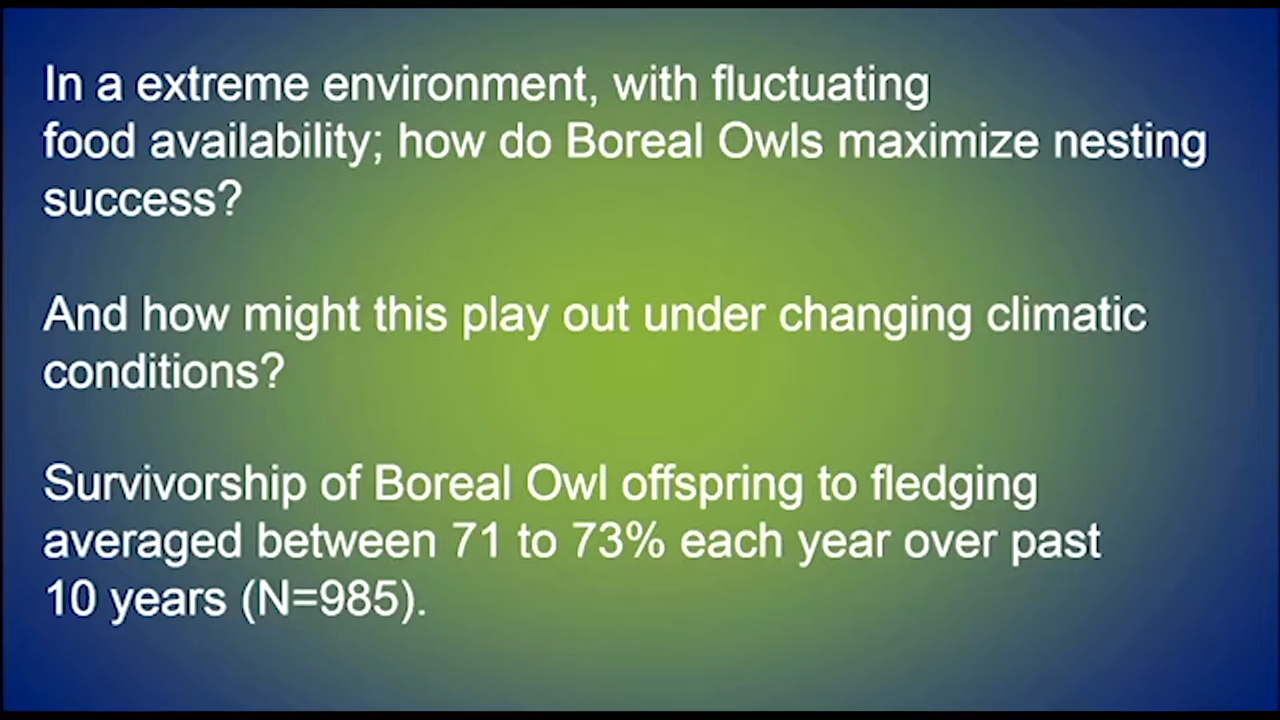 In a extreme environment, with fluctuating
food availability; how do Boreal Owls maximize nesting
success?
And how might this play out under changing climatic
conditions?
Survivorship of Boreal Owl offspring to fledging
averaged between 71 to 73% each year over past
10 years (N=985).